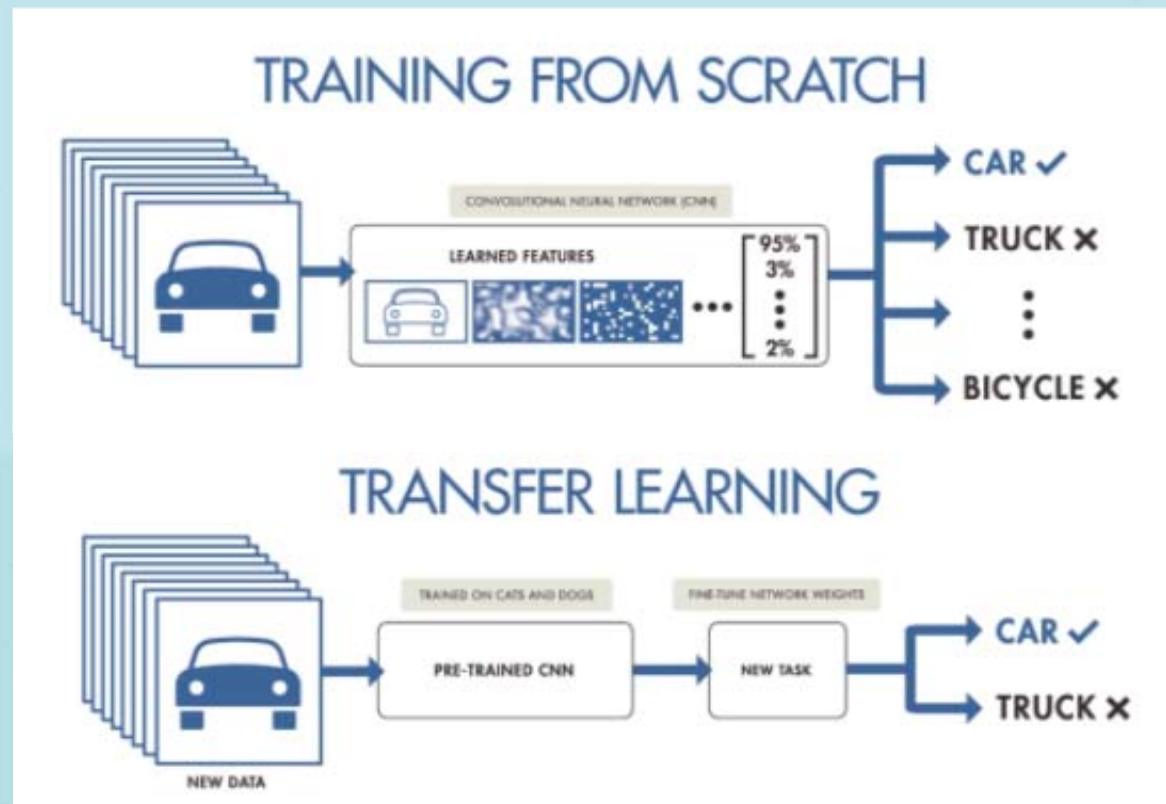 TRAINING FROM SCRATCH
CONVOLUTIONAL NEURAL NETWORK (CNN)
LEARNED FEATURES
95%
3%
2%
CAR ✓
TRUCK ×
BICYCLE ×
TRANSFER LEARNING
NEW DATA
TRAINED ON CATS AND DOGS
PRE-TRAINED CNN
FINE-TUNE NETWORK WEIGHTS
NEW TASK
CAR ✓
TRUCK ×